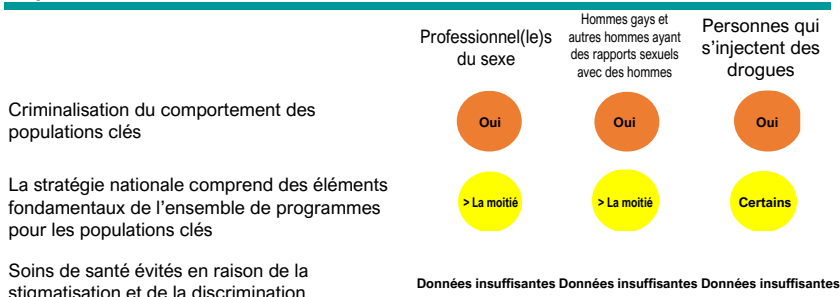 Professionnel(le)s
du sexe
Hommes gays et
autres hommes ayant
des rapports sexuels
avec des hommes
Personnes qui
s'injectent des
drogues
Criminalisation du comportement des
populations clés
Oui
Oui
Oui
La stratégie nationale comprend des éléments
fondamentaux de l'ensemble de programmes
pour les populations clés
> La moitié
> La moitié
Certains
Soins de santé évités en raison de la
stigmatisation et de la discrimination
Données insuffisantes Données insuffisantes Données insuffisantes